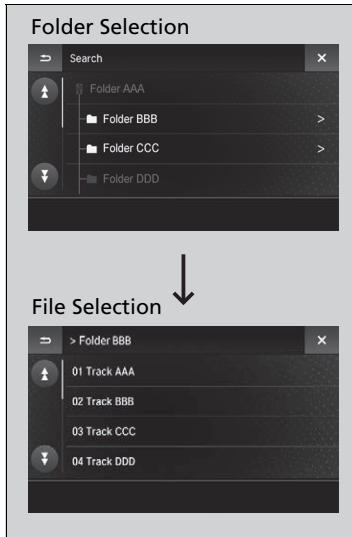 Folder Selection
Search
Folder AAA
Folder BBB >
Folder CCC >
Folder DDD
File Selection
> Folder BBB
01 Track AAA
02 Track BBB
03 Track CCC
04 Track DDD